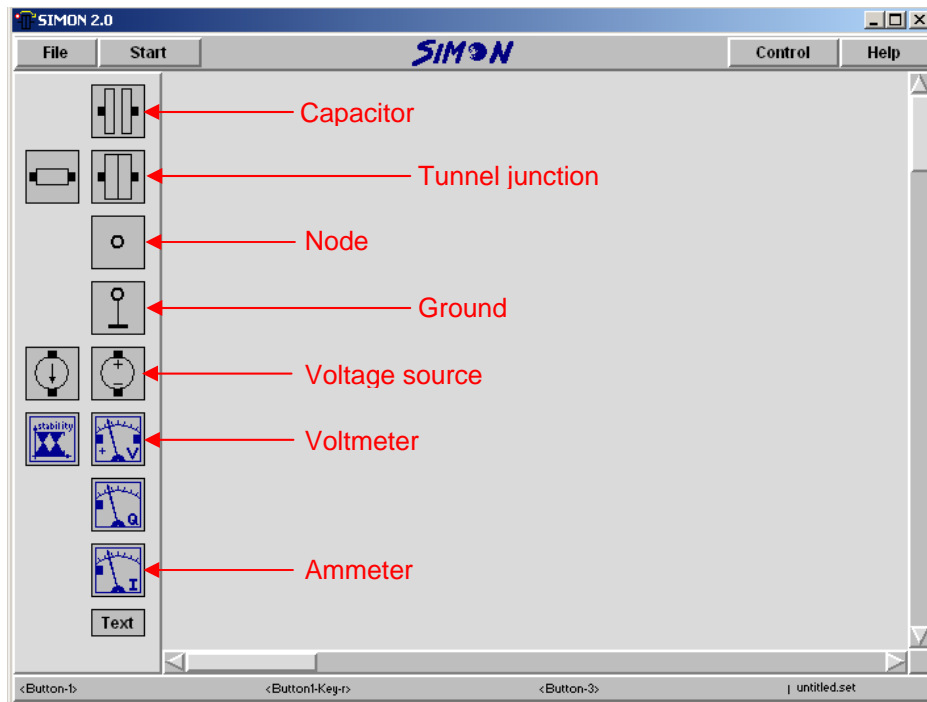 SIMON 2.0
File Start SIMON Control Help
Capacitor
Tunnel junction
Node
Ground
Voltage source
stability
+ V
Voltmeter
Q
I
Ammeter
Text
<Button-1> <Button1-Key-r> <Button-3> | untitled.set